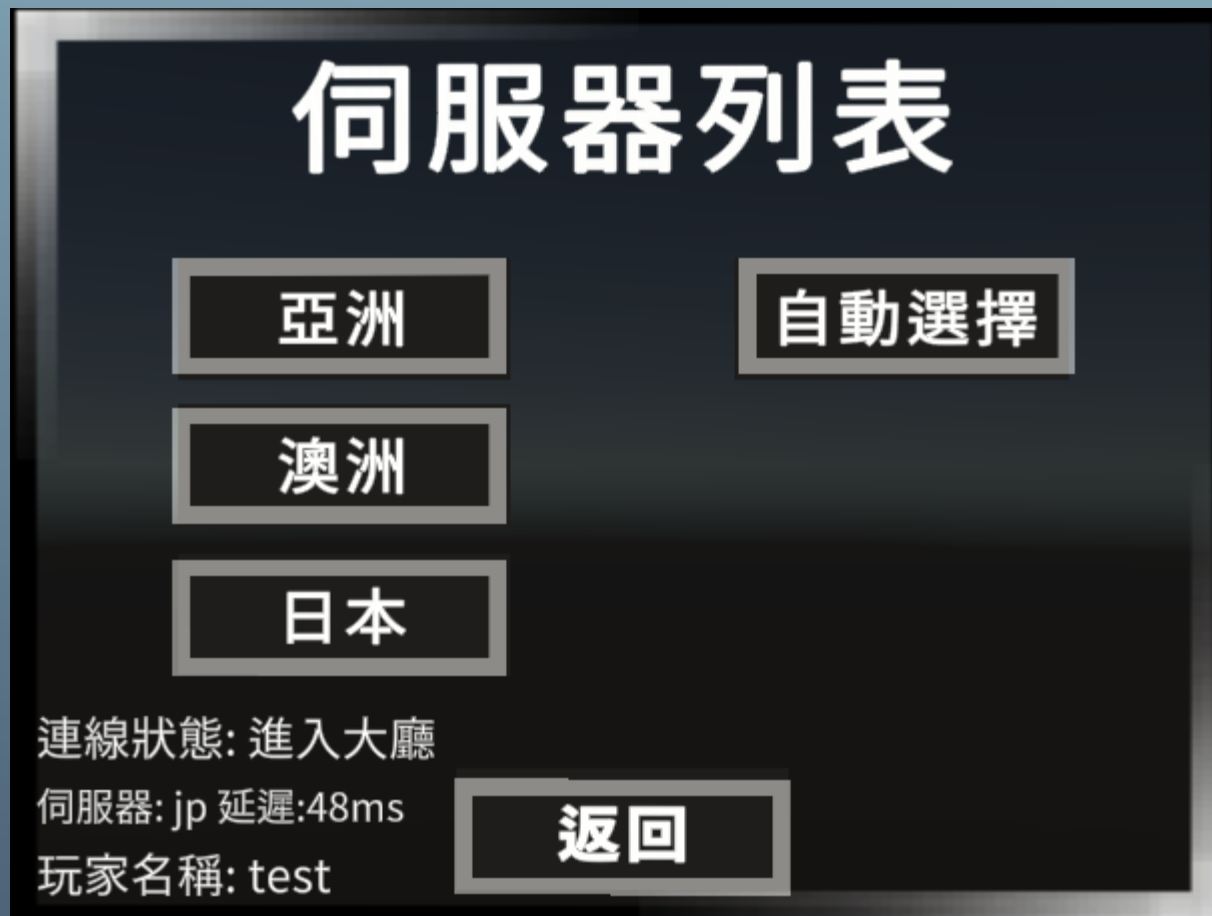 伺服器列表
亞洲
自動選擇
澳洲
日本
連線狀態: 進入大廳
伺服器: jp 延遲:48ms
玩家名稱: test
返回